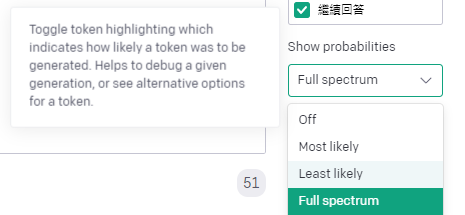 Toggle token highlighting which
indicates how likely a token was to be
generated. Helps to debug a given
generation, or see alternative options
for a token.
51
繼續回答
Show probabilities
Full spectrum
Off
Most likely
Least likely
Full spectrum